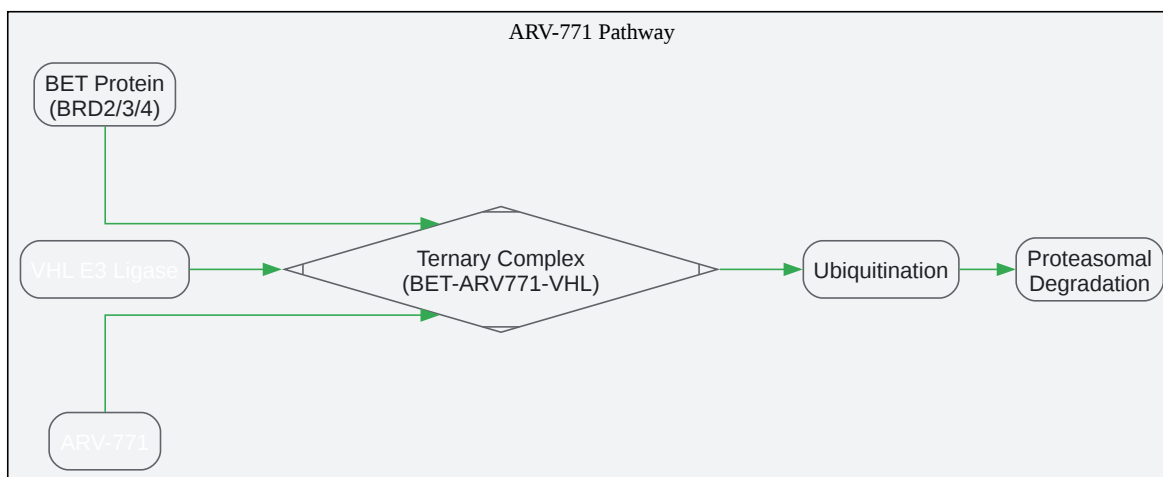 ARV-771 Pathway
BET Protein
(BRD2/3/4)
VHL E3 Ligase
Ternary Complex
(BET-ARV771-VHL)
Ubiquitination
Proteasomal
Degradation
ARV-771